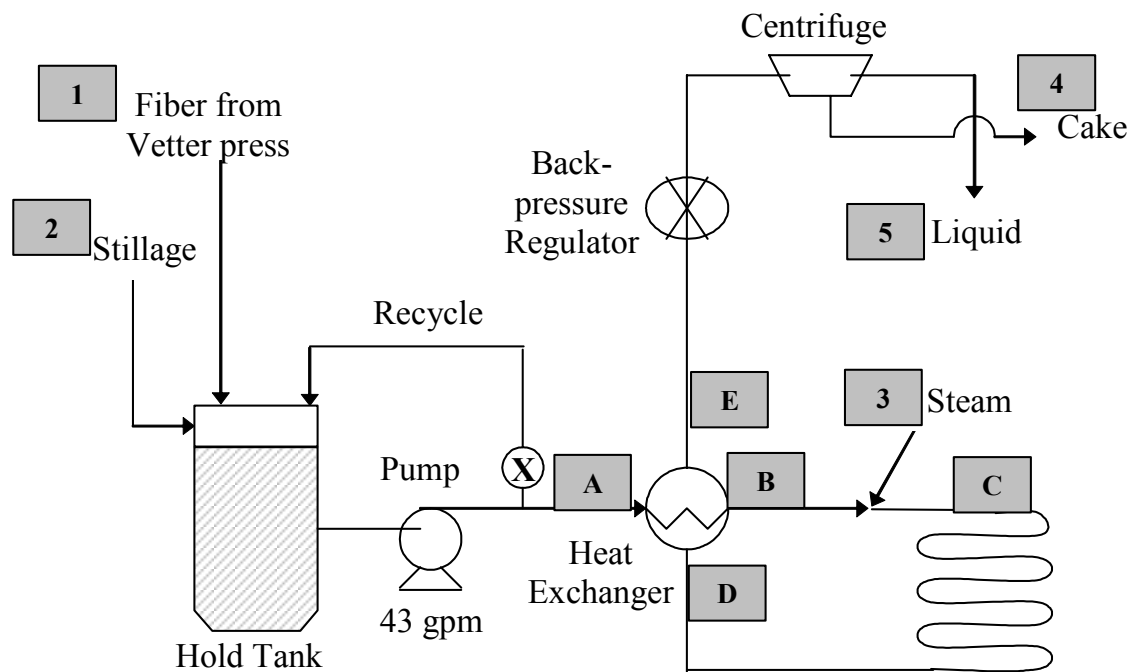 Centrifuge
1
Fiber from
Vetter press
4
Cake
2
Stillage
Back-
pressure
Regulator
5
Liquid
Recycle
E
3
Steam
Pump
X
A
B
C
Heat
Exchanger
D
43 gpm
Hold Tank